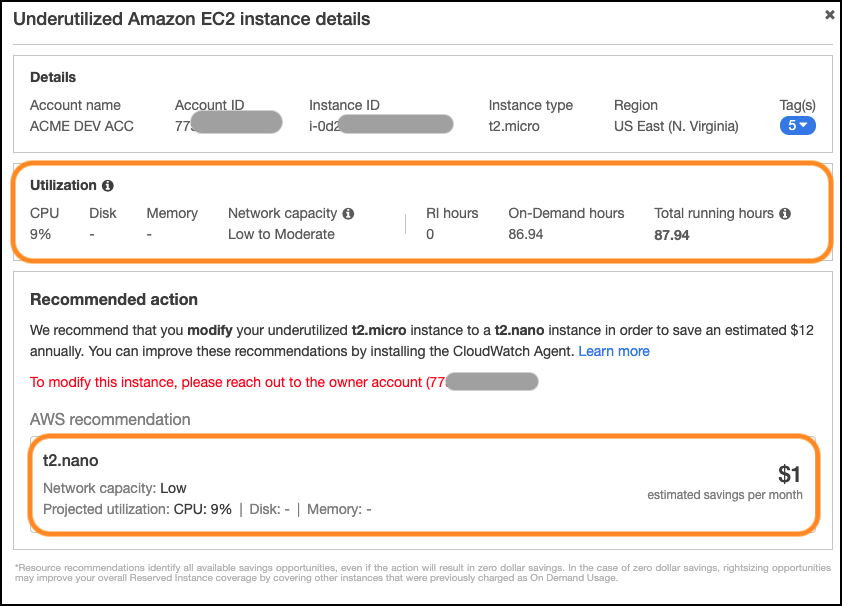 Underutilized Amazon EC2 instance details
Details
Account name Account ID Instance ID Instance type Region Tag(s)
ACME DEV ACC 77 i-0d2 t2.micro US East (N. Virginia) 5
Utilization
CPU Disk Memory Network capacity RI hours On-Demand hours Total running hours
9% - - Low to Moderate 0 86.94 87.94
Recommended action
We recommend that you modify your underutilized t2.micro instance to a t2.nano instance in order to save an estimated $12
annually. You can improve these recommendations by installing the CloudWatch Agent. Learn more
To modify this instance, please reach out to the owner account (77
AWS recommendation
t2.nano
$1
Network capacity: Low
estimated savings per month
Projected utilization: CPU: 9% | Disk: - | Memory: -
*Resource recommendations identify all available savings opportunities, even if the action will result in zero dollar savings. In the case of zero dollar savings, rightsizing opportunities
may improve your overall Reserved Instance coverage by covering other instances that were previously charged as On Demand Usage.